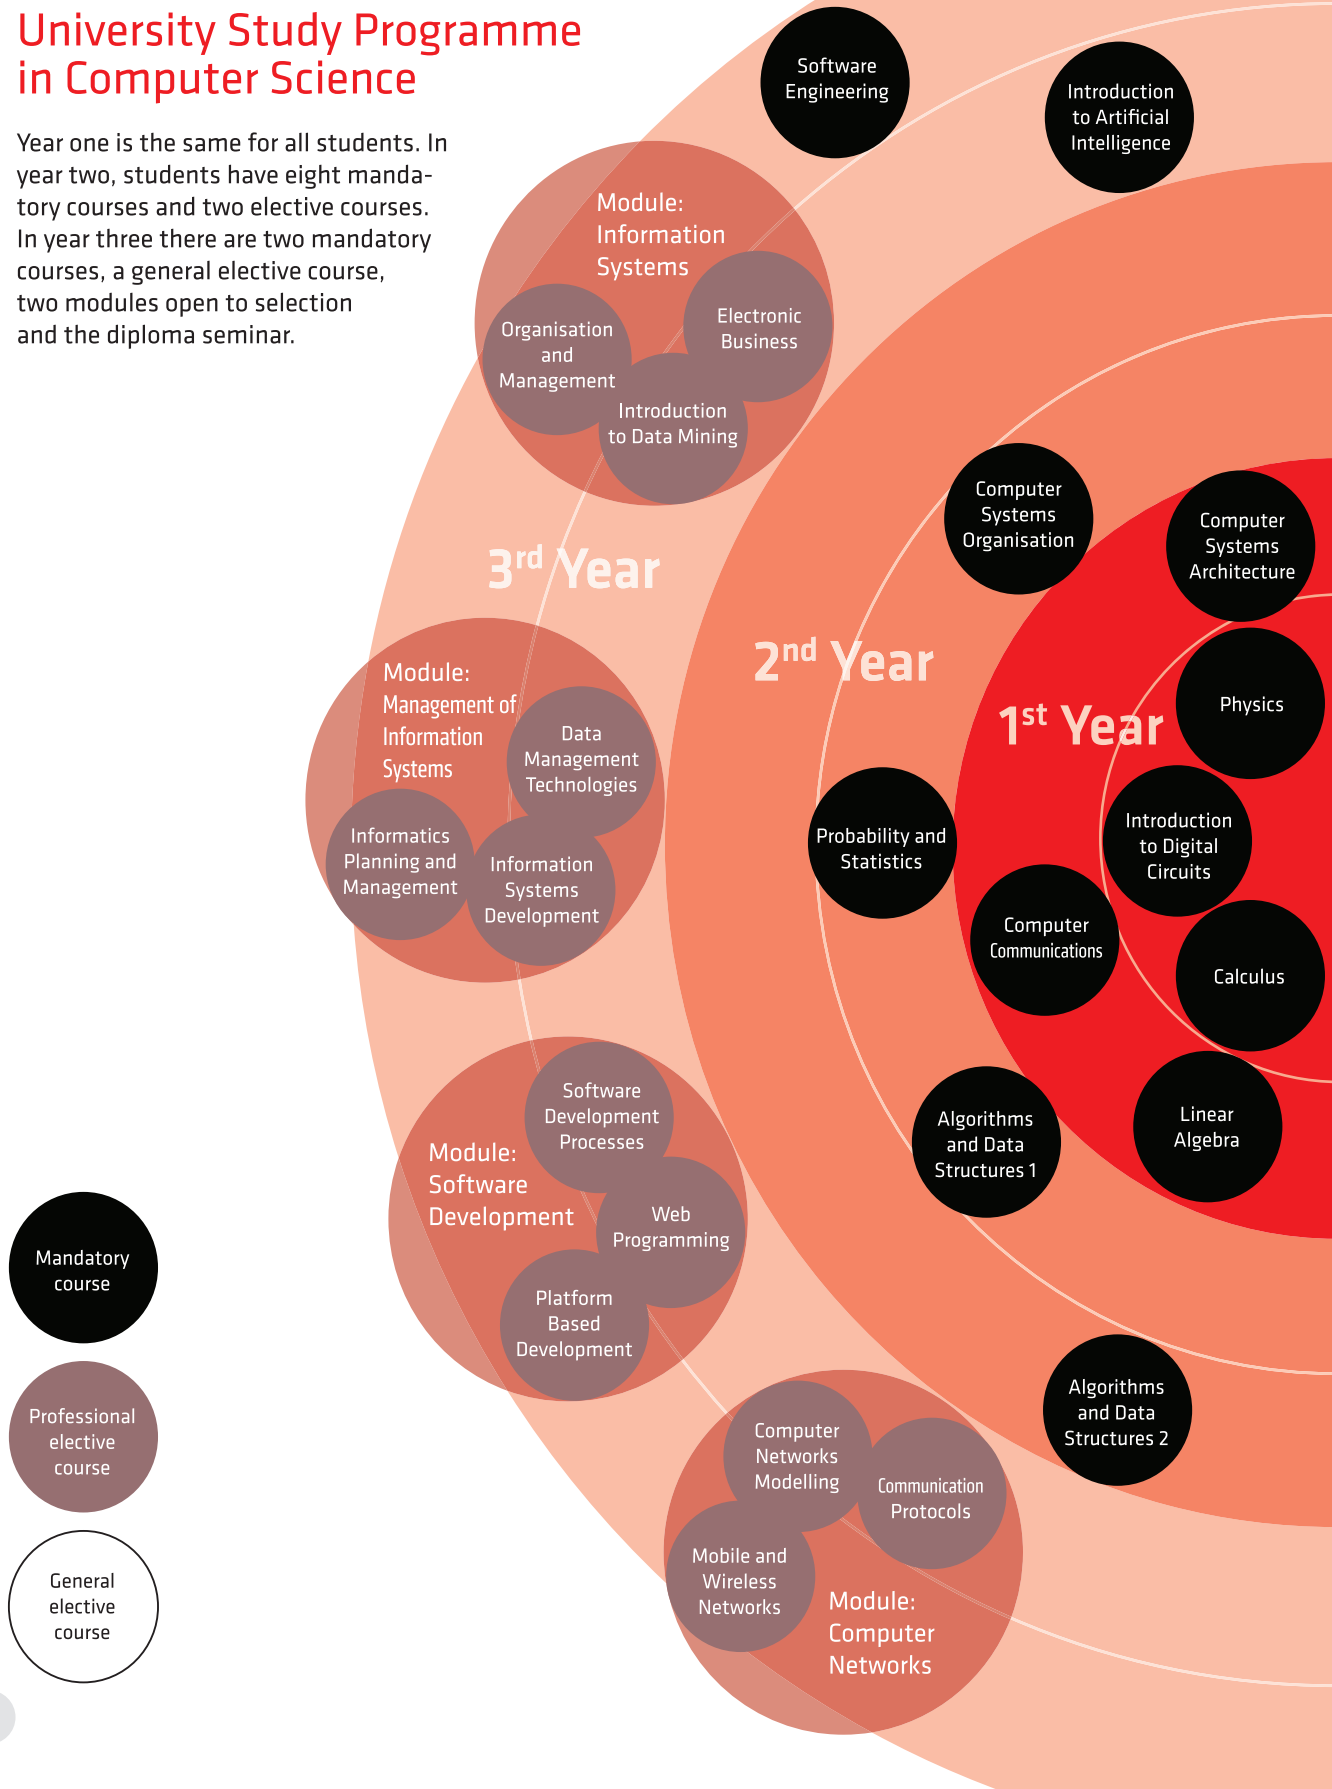 University Study Programme
in Computer Science
Year one is the same for all students. In
year two, students have eight manda-
tory courses and two elective courses.
In year three there are two mandatory
courses, a general elective course,
two modules open to selection
and the diploma seminar.
Software
Engineering
Introduction
to Artificial
Intelligence
Module:
Information
Systems
Organisation
and
Management
Electronic
Business
Introduction
to Data Mining
3rd Year
Computer
Systems
Organisation
Computer
Systems
Architecture
2nd Year
1st Year
Physics
Module:
Management of
Information
Systems
Data
Management
Technologies
Informatics
Planning and
Management
Information
Systems
Development
Probability and
Statistics
Introduction
to Digital
Circuits
Computer
Communications
Calculus
Module:
Software
Development
Software
Development
Processes
Web
Programming
Platform
Based
Development
Algorithms
and Data
Structures 1
Linear
Algebra
Algorithms
and Data
Structures 2
Computer
Networks
Modelling
Communication
Protocols
Mobile and
Wireless
Networks
Module:
Computer
Networks
Mandatory
course
Professional
elective
course
General
elective
course